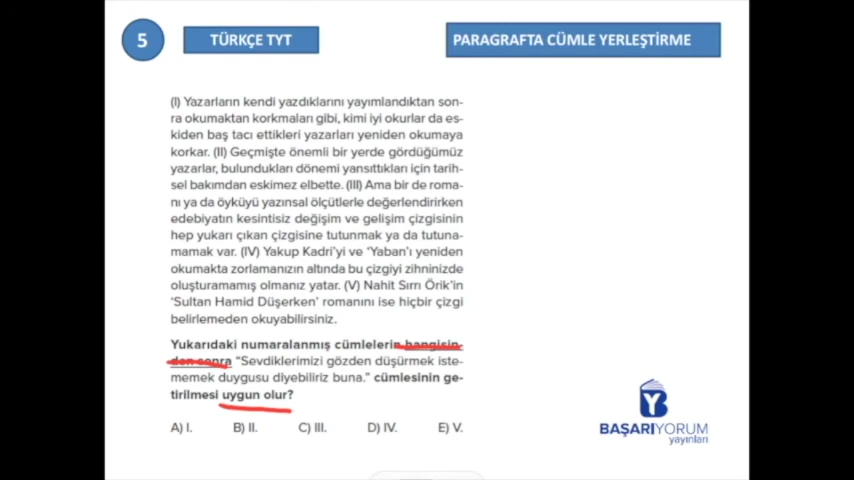 5
TÜRKÇE TYT
PARAGRAFTA CÜMLE YERLEŞTİRME
(I) Yazarların kendi yazdıklarını yayımlandıktan son-
ra okumaktan korkmaları gibi, kimi iyi okurlar da es-
kiden baş tacı ettikleri yazarları yeniden okumaya
korkar. (II) Geçmişte önemli bir yerde gördüğümüz
yazarlar, bulundukları dönemi yansıttıkları için tarih-
sel bakımdan eskimez elbette. (III) Ama bir de roma-
nı ya da öyküyü yazınsal ölçütlerle değerlendirirken
edebiyatın kesintisiz değişim ve gelişim çizgisinin
hep yukarı çıkan çizgisine tutunmak ya da tutuna-
mamak var. (IV) Yakup Kadri'yi ve 'Yaban'ı yeniden
okumakta zorlamanızın altında bu çizgiyi zihninizde
oluşturamamış olmanız yatar. (V) Nahit Sırrı Örik'in
'Sultan Hamid Düşerken' romanını ise hiçbir çizgi
belirlemeden okuyabilirsiniz.
Yukarıdaki numaralanmış cümlelerin hangisin-
den sonra "Sevdiklerimizi gözden düşürmek iste-
memek duygusu diyebiliriz buna." cümlesinin ge-
tirilmesi uygun olur?
A) I. B) II. C) III. D) IV. E) V.
BAŞARIYORUM
yayınları